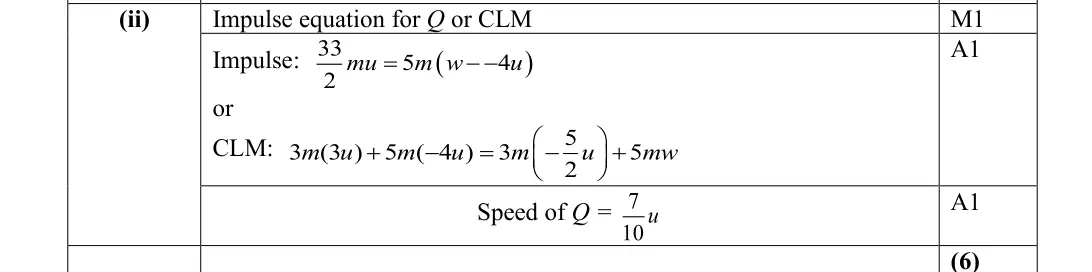 (ii) Impulse equation for Q or CLM M1
Impulse: 33/2 mu = 5m(w − −4u) A1
or
CLM: 3m(3u) + 5m(−4u) = 3m(−5/2 u) + 5mw
Speed of Q = 7/10 u A1
(6)